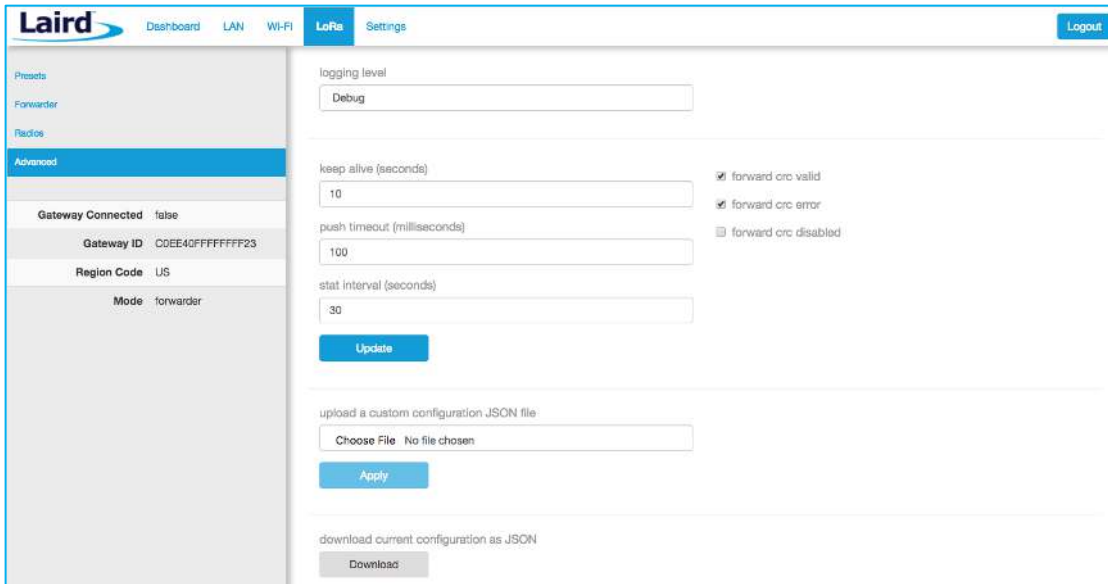 Laird Dashboard LAN Wi-Fi LoRa Settings Logout
Presets
Forwarder
Radios
Advanced
Gateway Connected false
Gateway ID C0EE40FFFFFFFF23
Region Code US
Mode forwarder
logging level
Debug
keep alive (seconds)
10
push timeout (milliseconds)
100
stat interval (seconds)
30
Update
forward crc valid
forward crc error
forward crc disabled
upload a custom configuration JSON file
Choose File No file chosen
Apply
download current configuration as JSON
Download